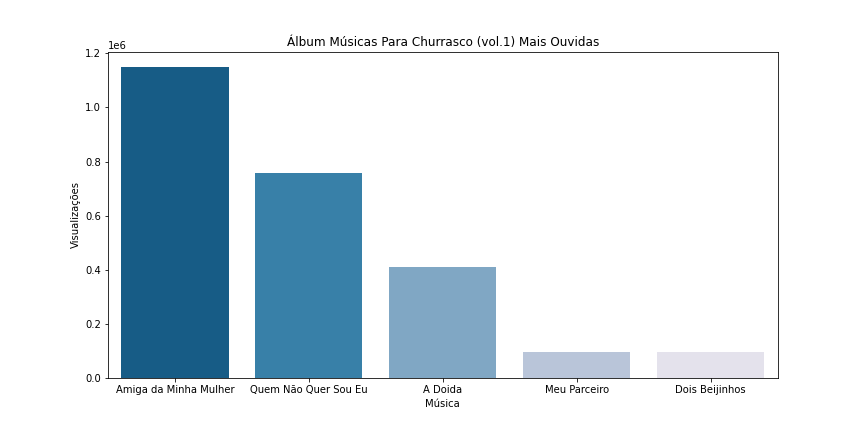 Álbum Músicas Para Churrasco (vol.1) Mais Ouvidas
1e6
1.2
1.0
0.8
0.6
0.4
0.2
0.0
Visualizações
Amiga da Minha Mulher
Quem Não Quer Sou Eu
A Doida
Meu Parceiro
Dois Beijinhos
Música